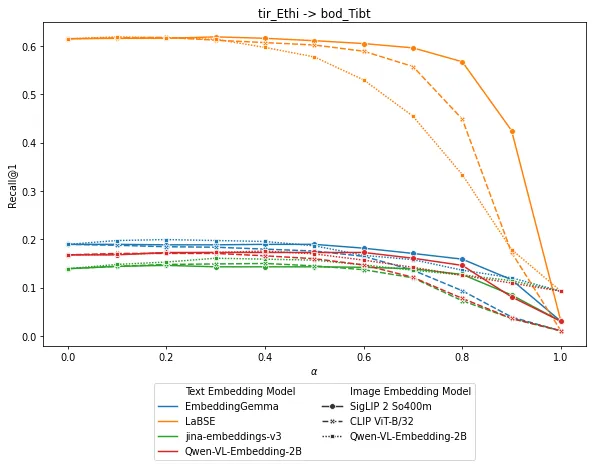 tir_Ethi -> bod_Tibt
0.6
0.5
0.4
0.3
0.2
0.1
0.0
Recall@1
0.0 0.2 0.4 0.6 0.8 1.0
α
Text Embedding Model Image Embedding Model
EmbeddingGemma SigLIP 2 So400m
LaBSE CLIP ViT-B/32
jina-embeddings-v3 Qwen-VL-Embedding-2B
Qwen-VL-Embedding-2B